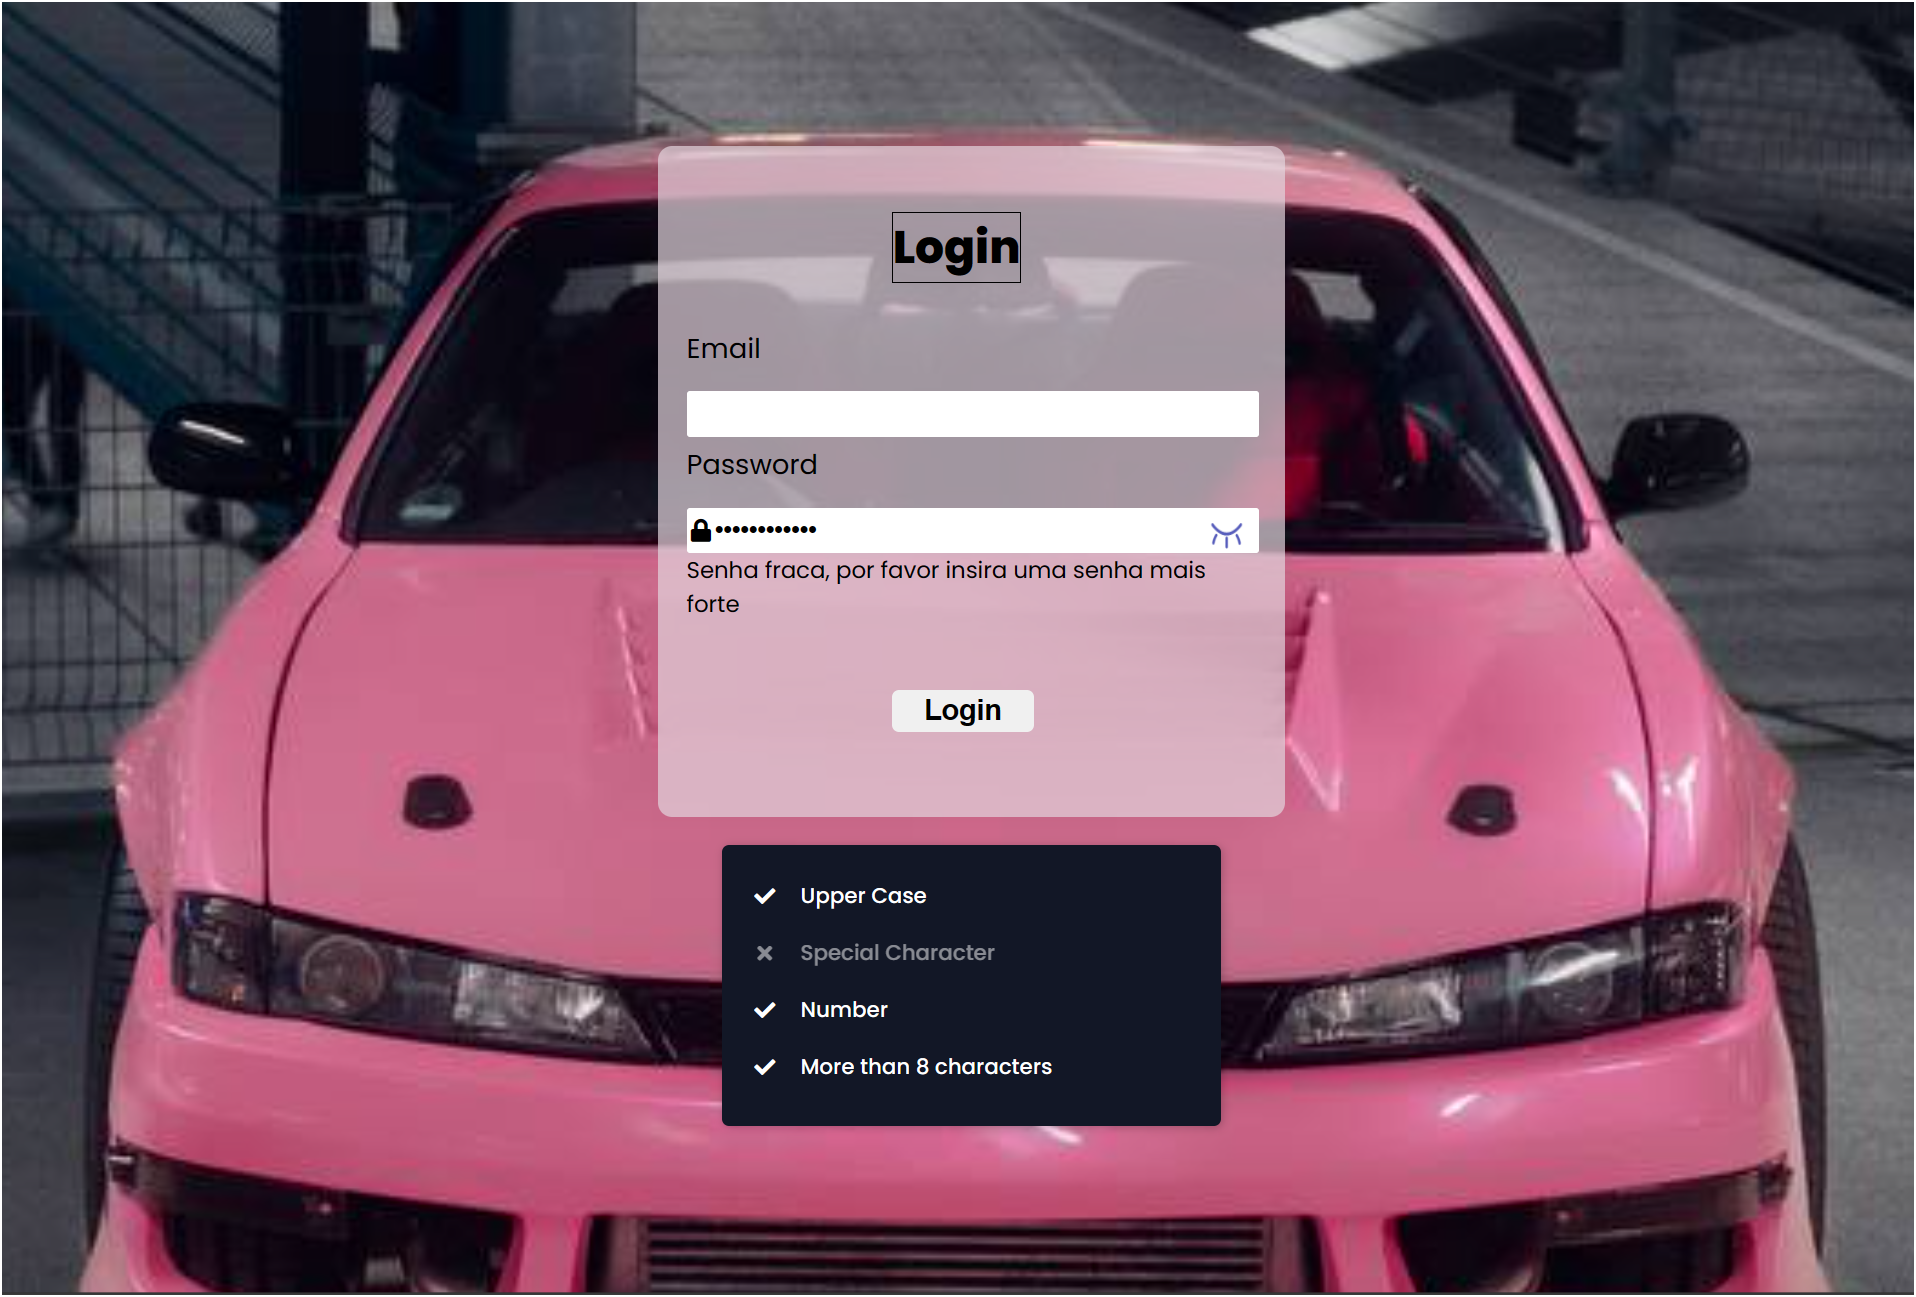 Login
Email
Password
••••••••••••
Senha fraca, por favor insira uma senha mais
forte
Login
Upper Case
Special Character
Number
More than 8 characters